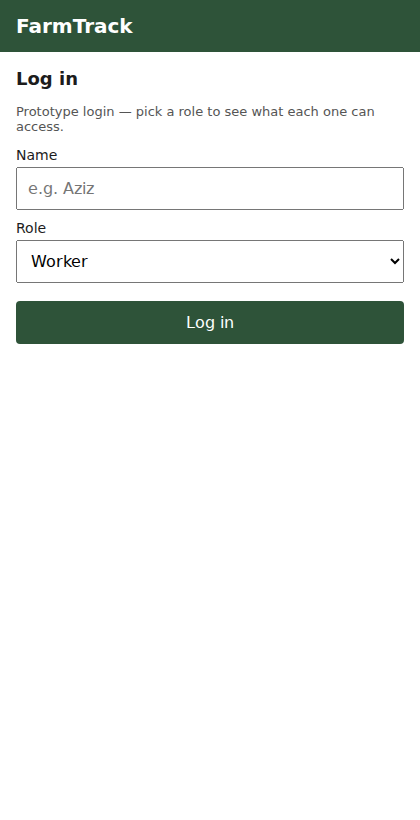 FarmTrack
Log in
Prototype login — pick a role to see what each one can
access.
Name
e.g. Aziz
Role
Worker
Log in